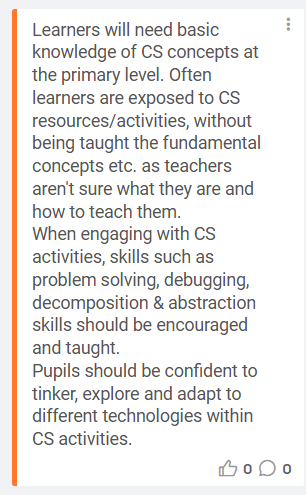 Learners will need basic
knowledge of CS concepts at
the primary level. Often
learners are exposed to CS
resources/activities, without
being taught the fundamental
concepts etc. as teachers
aren't sure what they are and
how to teach them.
When engaging with CS
activities, skills such as
problem solving, debugging,
decomposition & abstraction
skills should be encouraged
and taught.
Pupils should be confident to
tinker, explore and adapt to
different technologies within
CS activities.
0 0